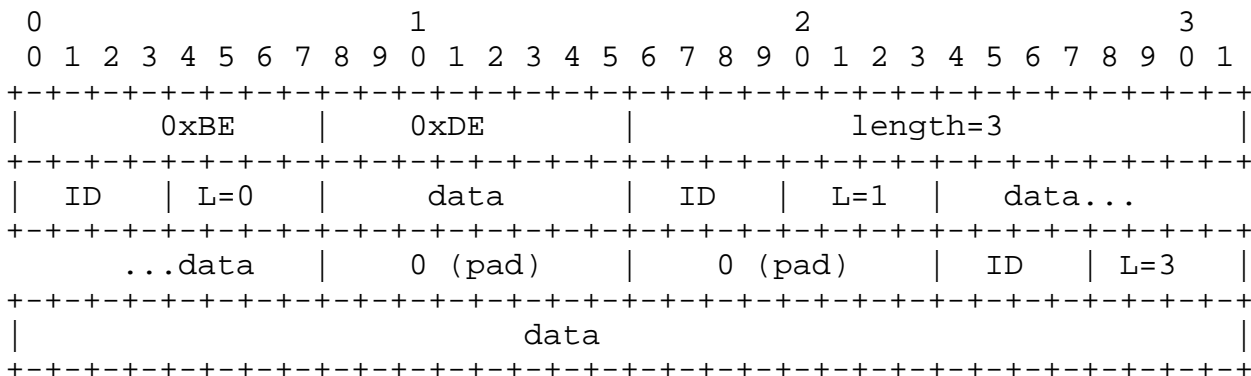 0                   1                   2                   3
 0 1 2 3 4 5 6 7 8 9 0 1 2 3 4 5 6 7 8 9 0 1 2 3 4 5 6 7 8 9 0 1
+-+-+-+-+-+-+-+-+-+-+-+-+-+-+-+-+-+-+-+-+-+-+-+-+-+-+-+-+-+-+-+-+
|       0xBE    |    0xDE       |           length=3            |
+-+-+-+-+-+-+-+-+-+-+-+-+-+-+-+-+-+-+-+-+-+-+-+-+-+-+-+-+-+-+-+-+
|  ID   | L=0   |     data      |  ID   |  L=1  |   data...
+-+-+-+-+-+-+-+-+-+-+-+-+-+-+-+-+-+-+-+-+-+-+-+-+-+-+-+-+-+-+-+-+
      ...data   |    0 (pad)    |    0 (pad)    |  ID   | L=3   |
+-+-+-+-+-+-+-+-+-+-+-+-+-+-+-+-+-+-+-+-+-+-+-+-+-+-+-+-+-+-+-+-+
|                          data                                 |
+-+-+-+-+-+-+-+-+-+-+-+-+-+-+-+-+-+-+-+-+-+-+-+-+-+-+-+-+-+-+-+-+